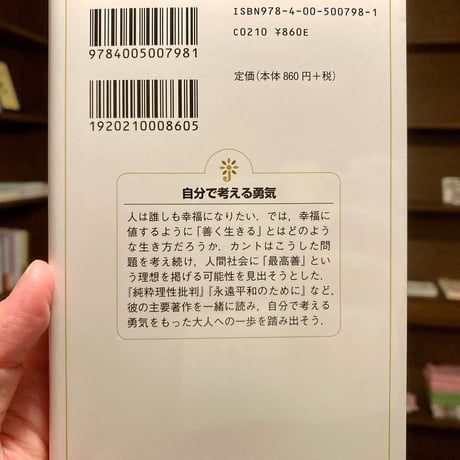 ISBN978-4-00-500798-1
C0210 ¥860E
9784005007981
定価(本体 860円+税)
1920210008605
自分で考える勇気
人は誰しも幸福になりたい．では，幸福に
値するように「善く生きる」とはどのよう
な生き方だろうか．カントはこうした問
題を考え続け，人間社会に「最高善」とい
う理想を掲げる可能性を見出そうとした．
『純粋理性批判』『永遠平和のために』など，
彼の主要著作を一緒に読み，自分で考える
勇気をもった大人への一歩を踏み出そう．